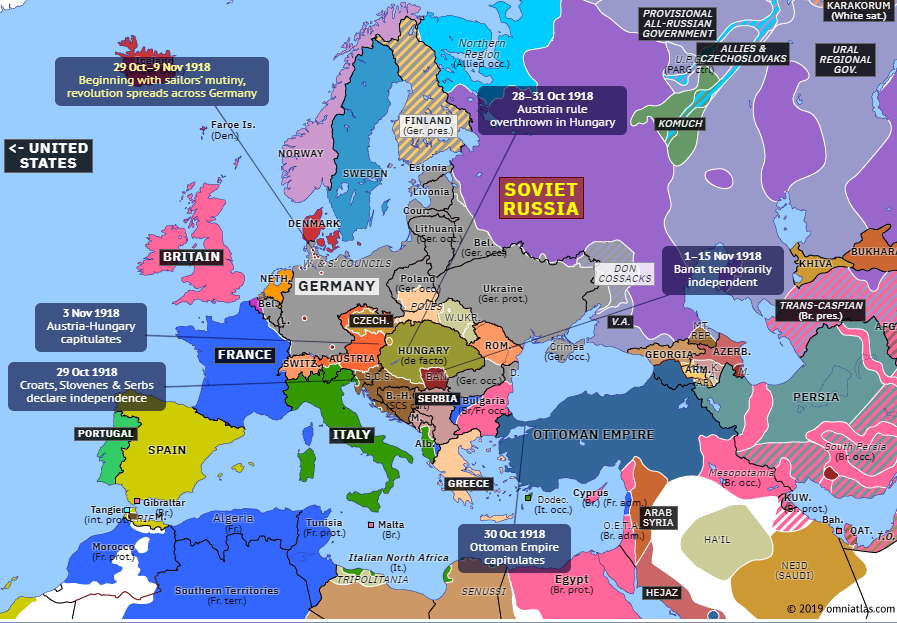 KARAKORUM
(White sat.)
PROVISIONAL
ALL-RUSSIAN
GOVERNMENT
Northern
Region
(Allied occ.)
ALLIES &
CZECHOSLOVAKS
URAL
REGIONAL
GOV.
(PARG ctrl)
Iceland
29 Oct–9 Nov 1918
Beginning with sailors' mutiny,
revolution spreads across Germany
28–31 Oct 1918
Austrian rule
overthrown in Hungary
FINLAND
(Ger. pres.)
KOMUCH
Faroe Is.
(Den.)
<- UNITED
STATES
NORWAY
SWEDEN
Estonia
Livonia
SOVIET
RUSSIA
Cour.
DENMARK
Lithuania
(Ger. occ.)
Bel.
(Ger. occ.)
BRITAIN
W. & S. COUNCILS
1–15 Nov 1918
Banat temporarily
independent
KHIVA
BUKHARA
DON
COSSACKS
NETH.
GERMANY
Poland
(Ger. occ.)
Ukraine
(Ger. prot.)
Bel.
POLES
W.UKR.
TRANS-CASPIAN
(Br. pres.)
3 Nov 1918
Austria-Hungary
capitulates
L.
CZECH.
V.A.
MT.
REP.
AFG
FRANCE
SWITZ.
AUSTRIA
HUNGARY
(de facto)
ROM.
Crimea
(Ger. occ.)
GEORGIA
AZERB.
29 Oct 1918
Croats, Slovenes & Serbs
declare independence
S.C.S.
BAN.
(Ger. occ.)
D.
ARM.
PERSIA
B.-H.
SERBIA
Bulgaria
(Br/Fr occ.)
M.
PORTUGAL
SPAIN
ITALY
Alb.
OTTOMAN EMPIRE
South Persia
(Br. occ.)
GREECE
Mesopotamia
(Br. occ.)
Gibraltar
(Br.)
Tangier
(int. prot.)
RIF
Algeria
(Fr.)
Tunisia
(Fr. prot.)
Malta
(Br.)
Dodec.
(It. occ.)
Cyprus
(Br.)
(Fr. adm.)
O.E.T.A.
(Br. adm.)
ARAB
SYRIA
KUW.
(Br. prot.)
Bah.
QAT.
T.O.
Morocco
(Fr. prot.)
30 Oct 1918
Ottoman Empire
capitulates
HA'IL
Italian North Africa
(It.)
TRIPOLITANIA
SENUSSI
Egypt
(Br. prot.)
NEJD
(SAUDI)
Southern Territories
(Fr. terr.)
HEJAZ
© 2019 omniatlas.com